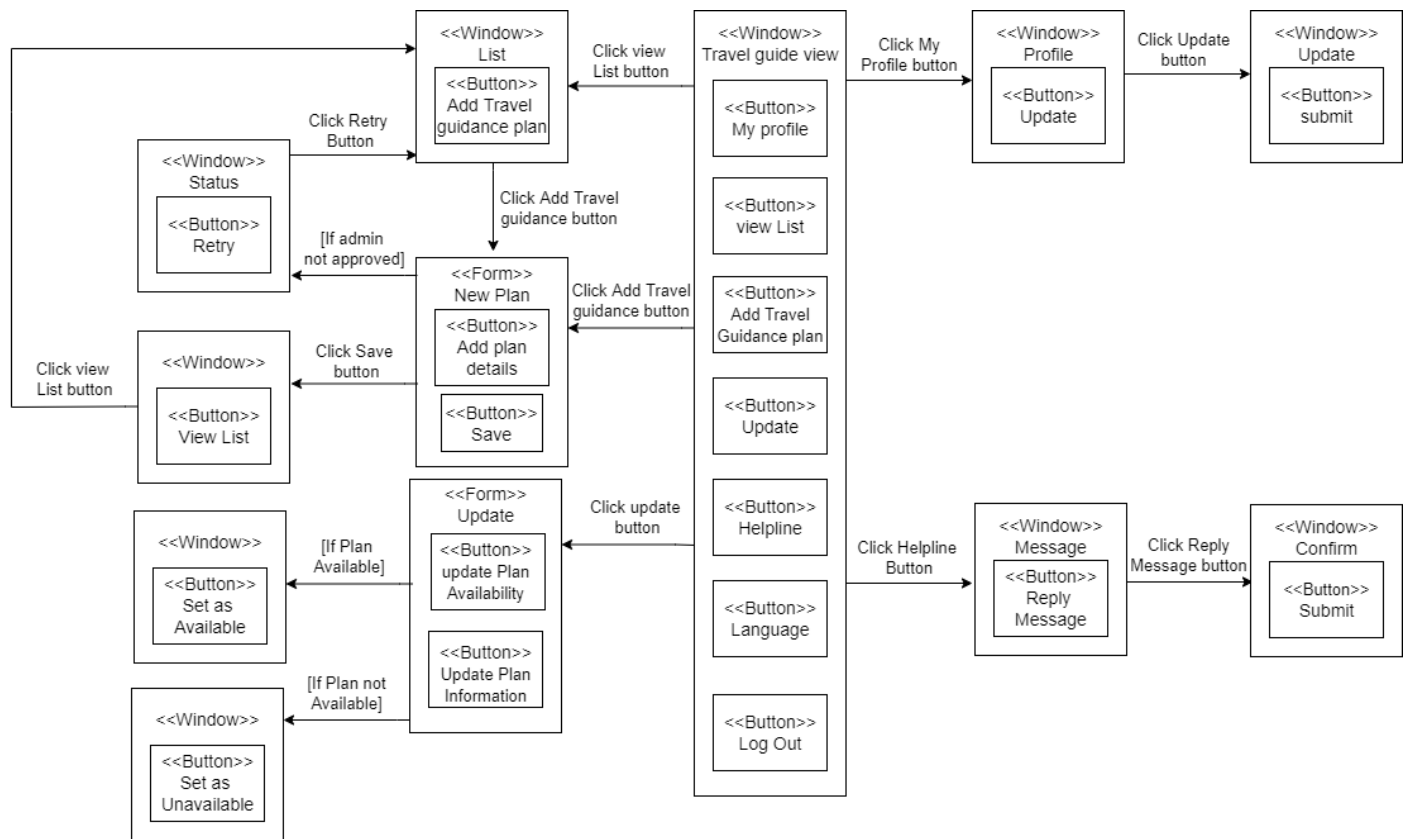 <<Window>>
List
<<Button>>
Add Travel
guidance plan
Click view
List button
<<Window>>
Travel guide view
<<Button>>
My profile
<<Button>>
view List
<<Button>>
Add Travel
Guidance plan
<<Button>>
Update
<<Button>>
Helpline
<<Button>>
Language
<<Button>>
Log Out
Click My
Profile button
<<Window>>
Profile
<<Button>>
Update
Click Update
button
<<Window>>
Update
<<Button>>
submit
Click Retry
Button
<<Window>>
Status
<<Button>>
Retry
Click Add Travel
guidance button
[If admin
not approved]
<<Form>>
New Plan
<<Button>>
Add plan
details
<<Button>>
Save
Click Add Travel
guidance button
Click Save
button
<<Window>>
<<Button>>
View List
Click view
List button
<<Form>>
Update
<<Button>>
update Plan
Availability
<<Button>>
Update Plan
Information
Click update
button
[If Plan
Available]
<<Window>>
<<Button>>
Set as
Available
[If Plan not
Available]
<<Window>>
<<Button>>
Set as
Unavailable
Click Helpline
Button
<<Window>>
Message
<<Button>>
Reply
Message
Click Reply
Message button
<<Window>>
Confirm
<<Button>>
Submit